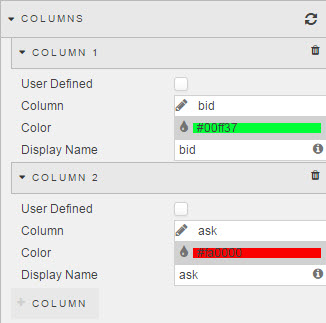 COLUMNS
COLUMN 1
User Defined
Column bid
Color #00ff37
Display Name bid
COLUMN 2
User Defined
Column ask
Color #fa0000
Display Name ask
+ COLUMN